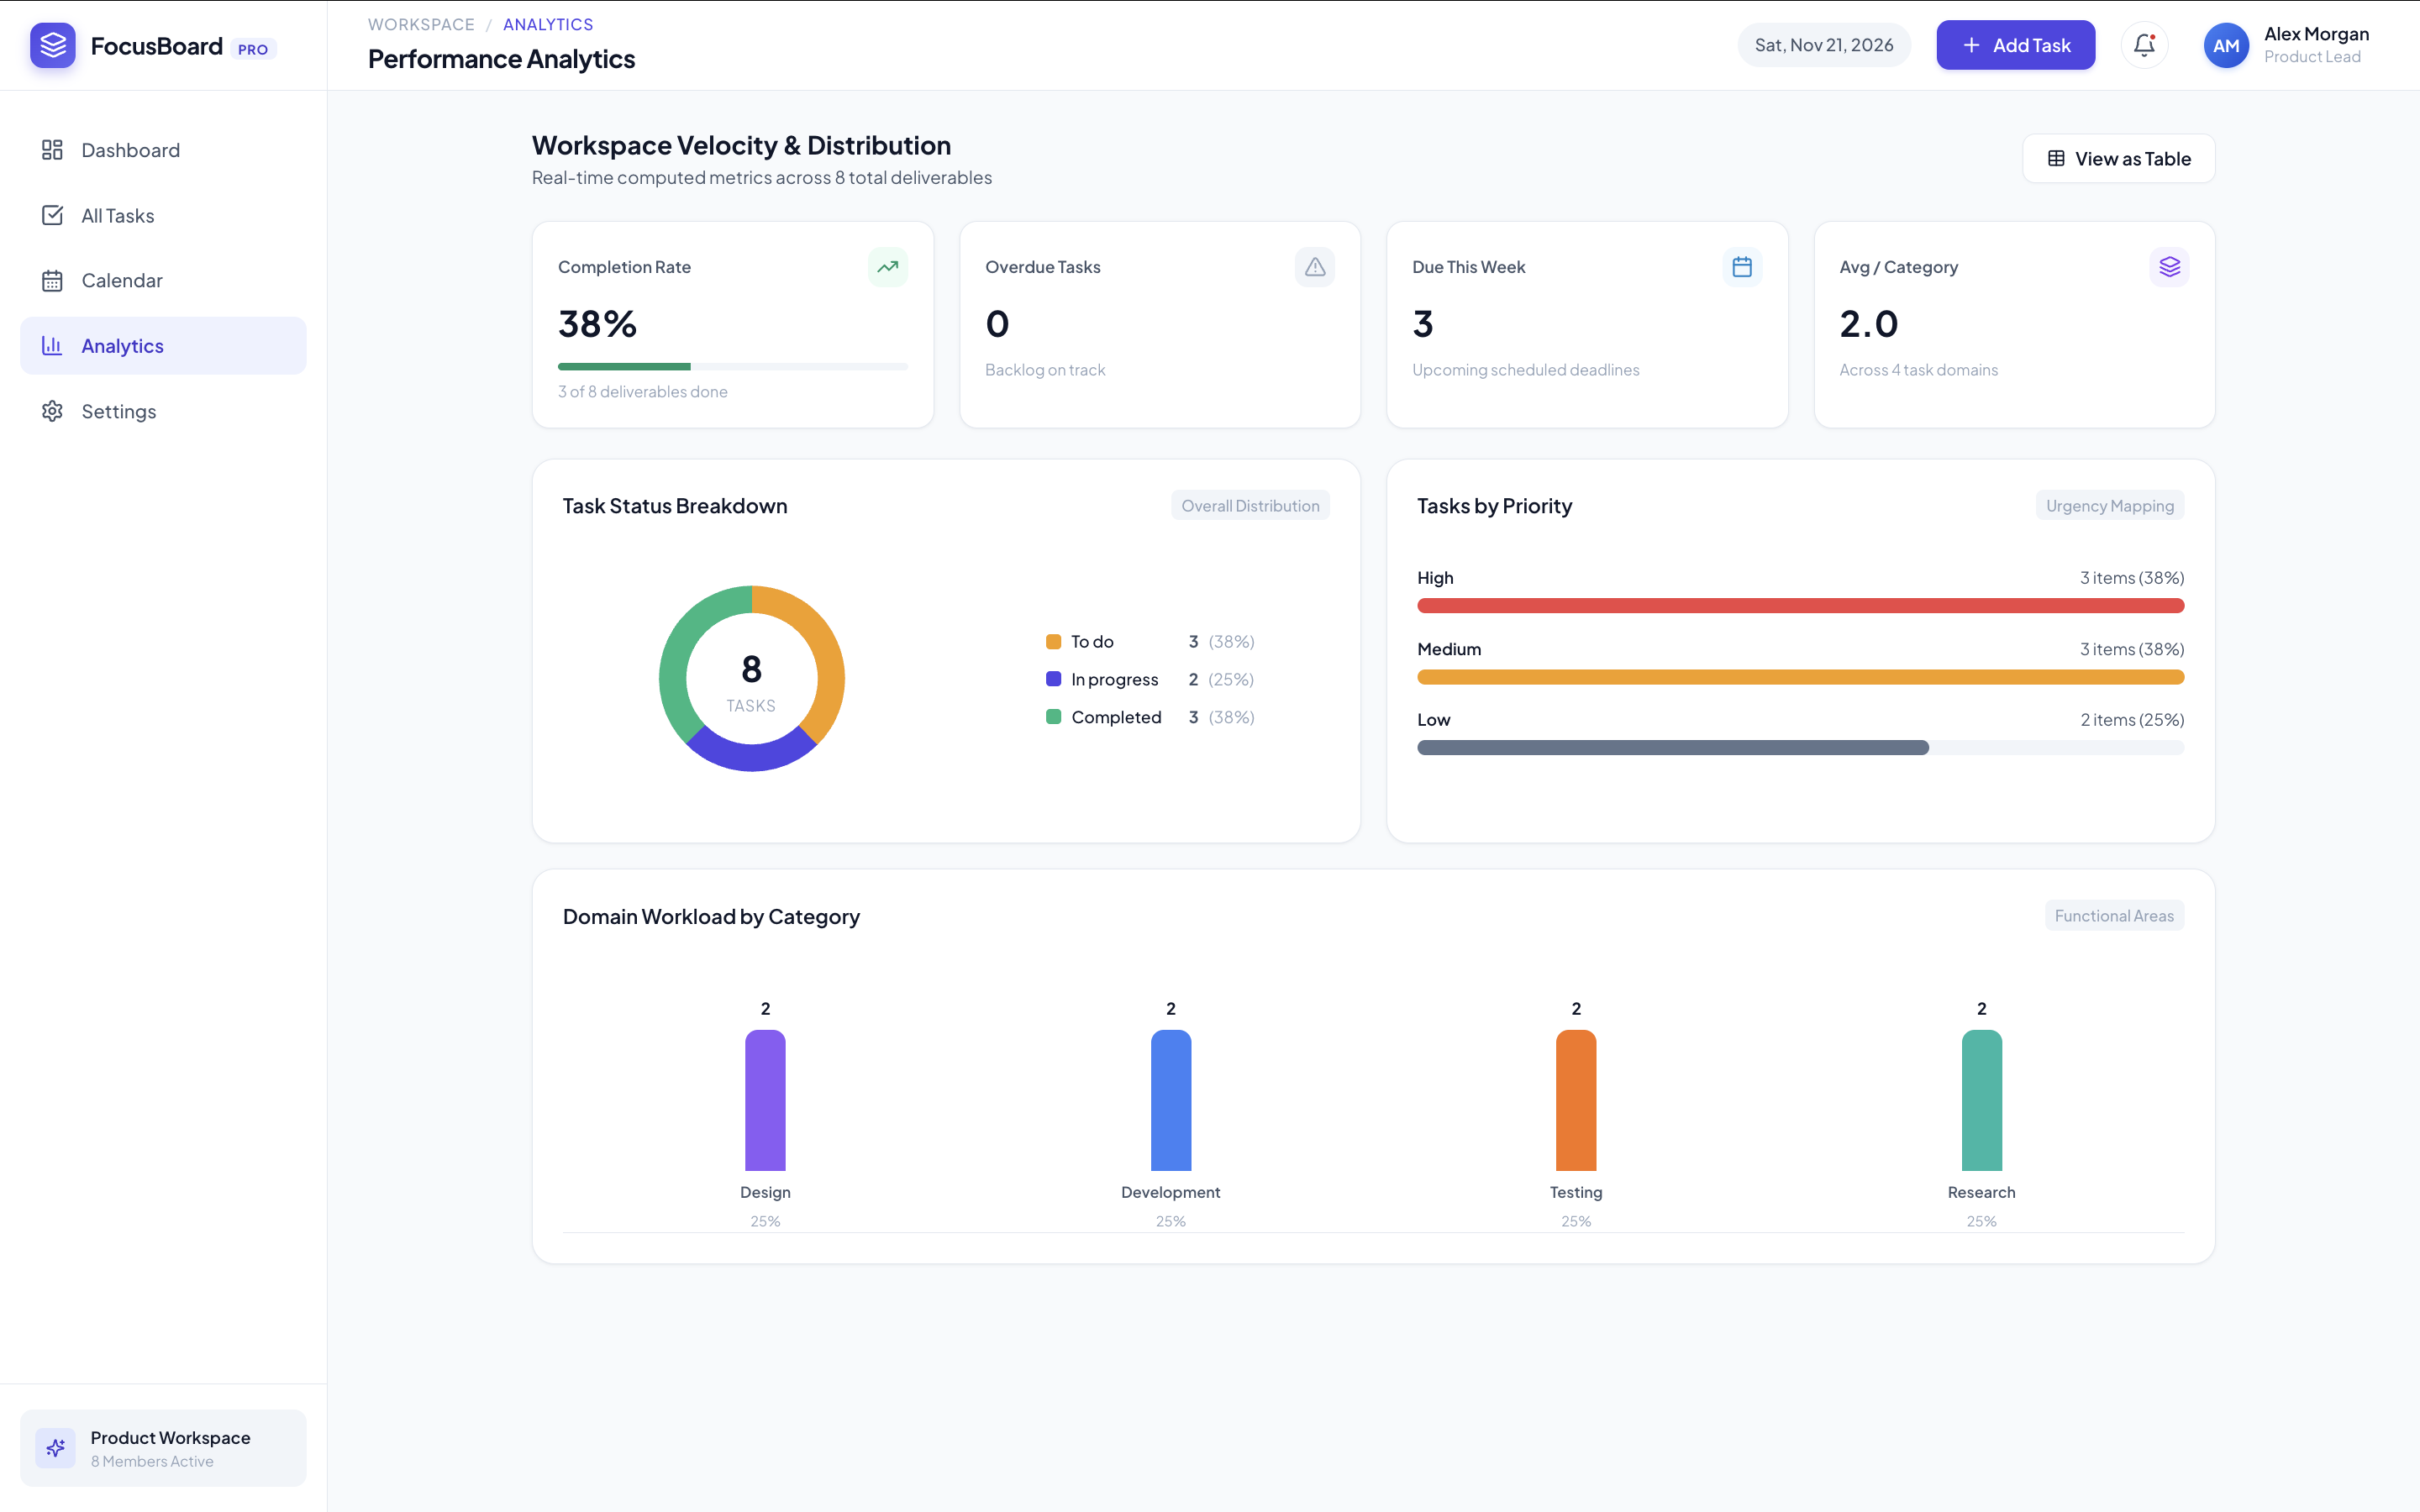 FocusBoard PRO
WORKSPACE / ANALYTICS
Performance Analytics
Sat, Nov 21, 2026
Add Task
AM
Alex Morgan
Product Lead
Dashboard
All Tasks
Calendar
Analytics
Settings
Product Workspace
8 Members Active
Workspace Velocity & Distribution
Real-time computed metrics across 8 total deliverables
View as Table
Completion Rate
38%
3 of 8 deliverables done
Overdue Tasks
0
Backlog on track
Due This Week
3
Upcoming scheduled deadlines
Avg / Category
2.0
Across 4 task domains
Task Status Breakdown
Overall Distribution
8
TASKS
To do 3 (38%)
In progress 2 (25%)
Completed 3 (38%)
Tasks by Priority
Urgency Mapping
High 3 items (38%)
Medium 3 items (38%)
Low 2 items (25%)
Domain Workload by Category
Functional Areas
2 2 2 2
Design Development Testing Research
25% 25% 25% 25%